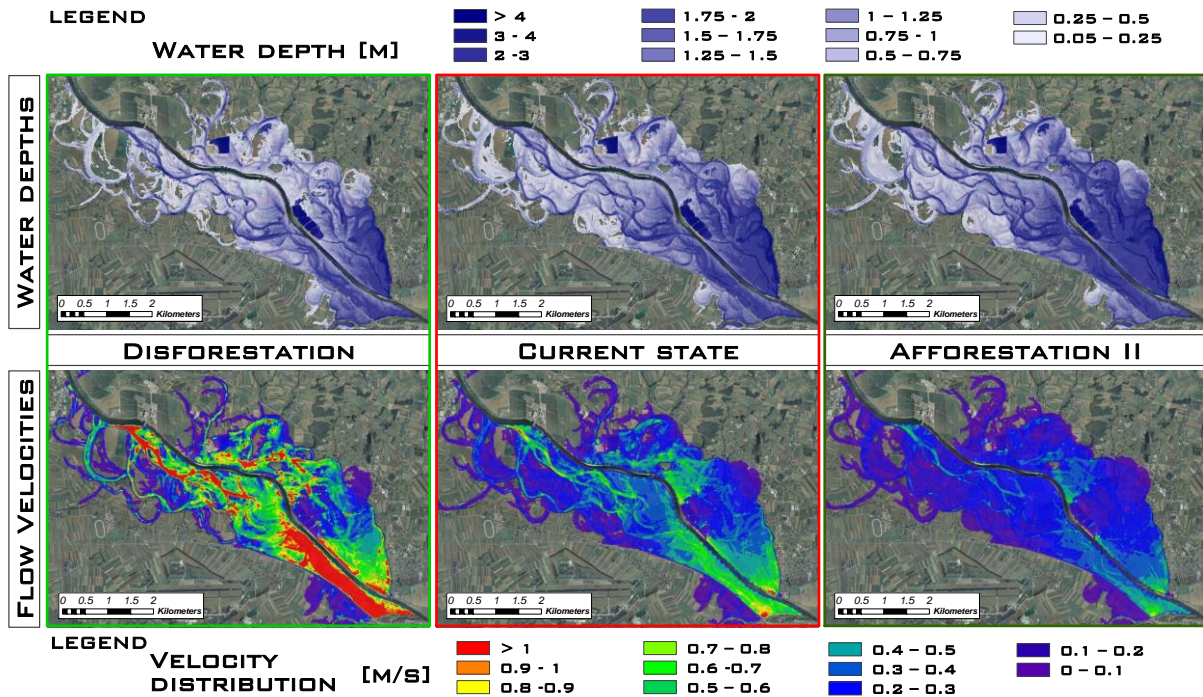 LEGEND
WATER DEPTH [M]
> 4
3 - 4
2 -3
1.75 - 2
1.5 – 1.75
1.25 – 1.5
1 – 1.25
0.75 - 1
0.5 – 0.75
0.25 – 0.5
0.05 – 0.25
WATER DEPTHS
0 0.5 1 1.5 2
Kilometers
0 0.5 1 1.5 2
Kilometers
0 0.5 1 1.5 2
Kilometers
DISFORESTATION
CURRENT STATE
AFFORESTATION II
FLOW VELOCITIES
0 0.5 1 1.5 2
Kilometers
0 0.5 1 1.5 2
Kilometers
0 0.5 1 1.5 2
Kilometers
LEGEND
VELOCITY
DISTRIBUTION
[M/S]
> 1
0.9 - 1
0.8 -0.9
0.7 – 0.8
0.6 -0.7
0.5 – 0.6
0.4 – 0.5
0.3 – 0.4
0.2 – 0.3
0.1 – 0.2
0 – 0.1